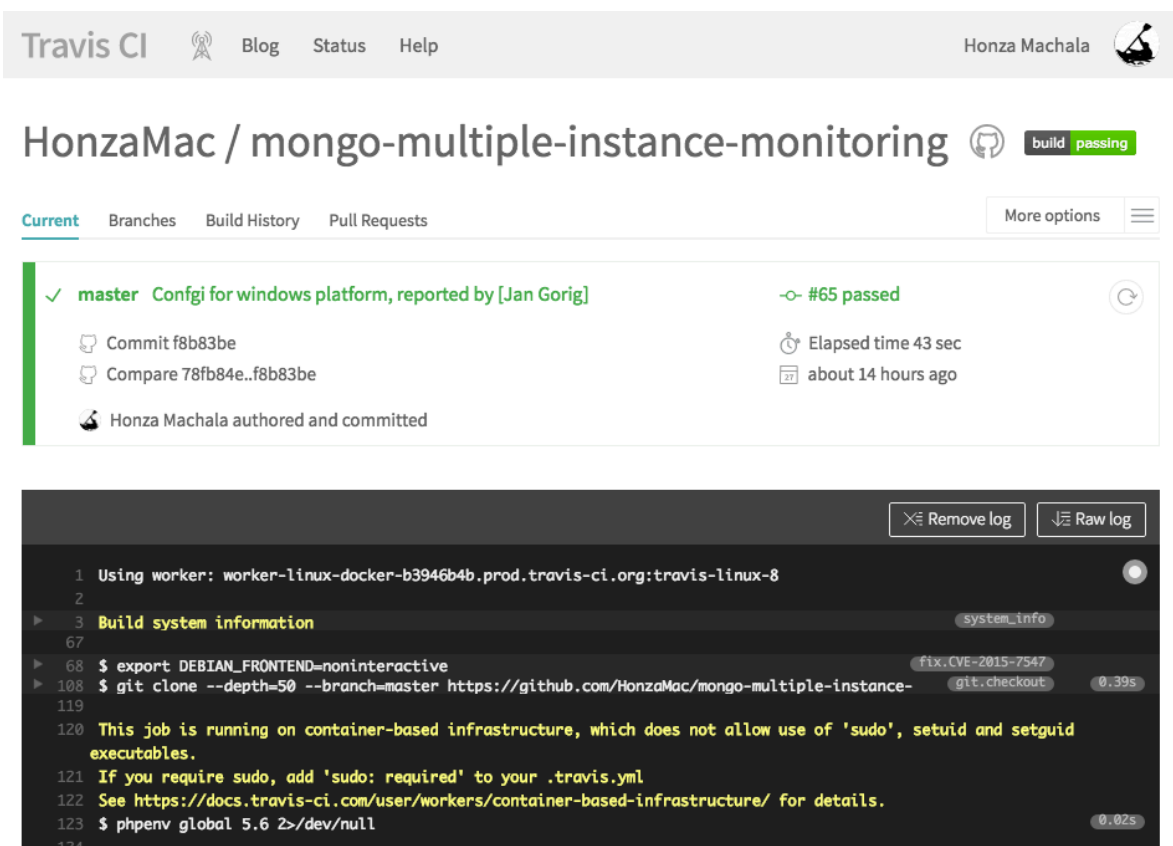 Travis CI Blog Status Help Honza Machala
HonzaMac / mongo-multiple-instance-monitoring build passing
Current Branches Build History Pull Requests More options
master Confgi for windows platform, reported by [Jan Gorig] #65 passed
Commit f8b83be Elapsed time 43 sec
Compare 78fb84e..f8b83be 27 about 14 hours ago
Honza Machala authored and committed
Remove log Raw log
1 Using worker: worker-linux-docker-b3946b4b.prod.travis-ci.org:travis-linux-8
2
3 Build system information system_info
67
68 $ export DEBIAN_FRONTEND=noninteractive fix.CVE-2015-7547
108 $ git clone --depth=50 --branch=master https://github.com/HonzaMac/mongo-multiple-instance- git.checkout 0.39s
119
120 This job is running on container-based infrastructure, which does not allow use of 'sudo', setuid and setguid
executables.
121 If you require sudo, add 'sudo: required' to your .travis.yml
122 See https://docs.travis-ci.com/user/workers/container-based-infrastructure/ for details.
123 $ phpenv global 5.6 2>/dev/null 0.02s
124